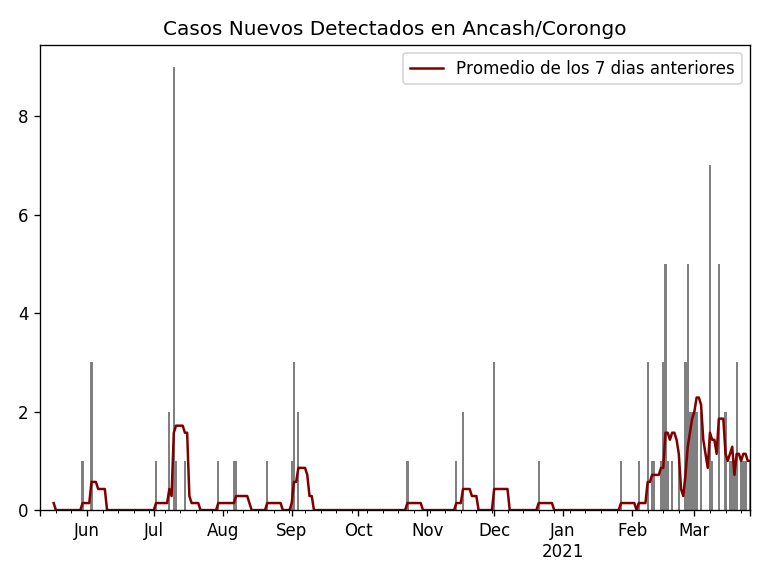 Casos Nuevos Detectados en Ancash/Corongo
Promedio de los 7 dias anteriores
8
6
4
2
0
Jun Jul Aug Sep Oct Nov Dec Jan Feb Mar
2021